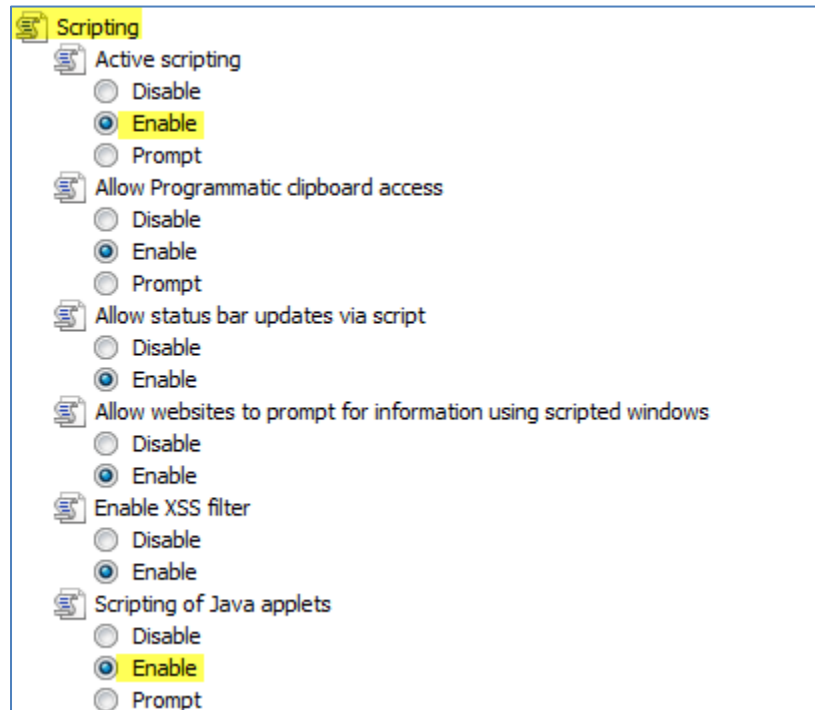 Scripting
Active scripting
Disable
Enable
Prompt
Allow Programmatic clipboard access
Disable
Enable
Prompt
Allow status bar updates via script
Disable
Enable
Allow websites to prompt for information using scripted windows
Disable
Enable
Enable XSS filter
Disable
Enable
Scripting of Java applets
Disable
Enable
Prompt